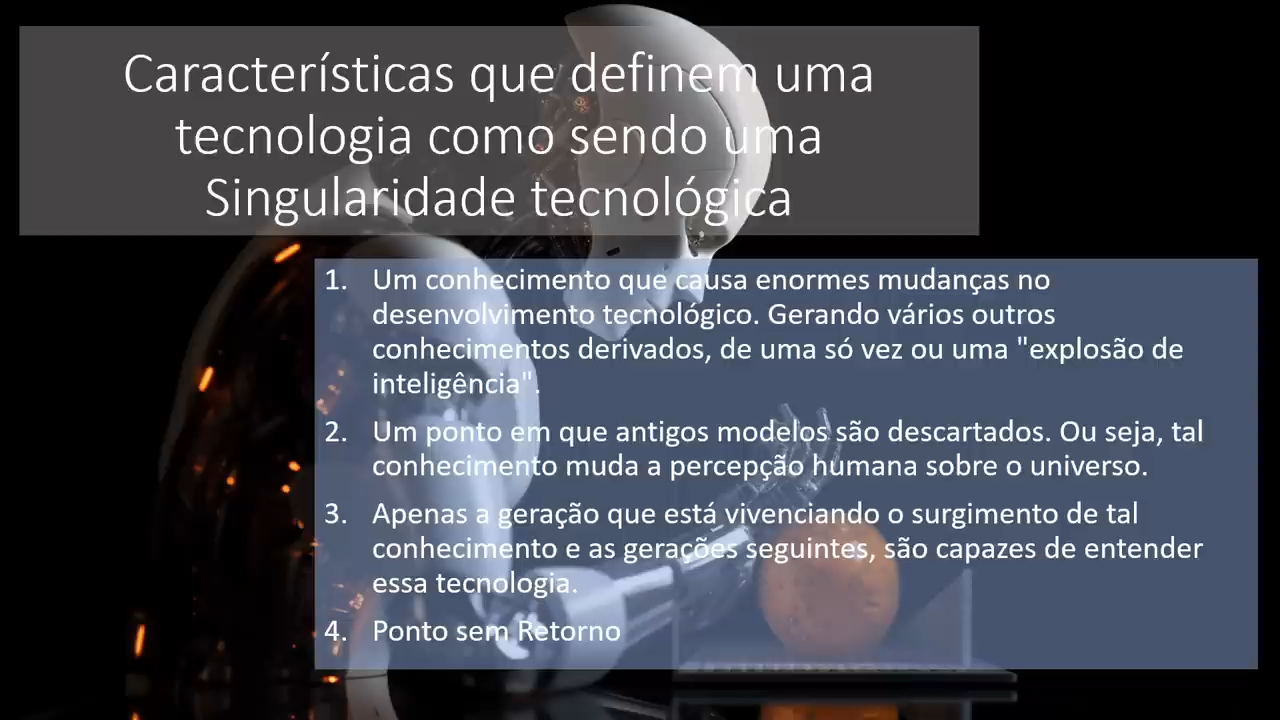 Características que definem uma
tecnologia como sendo uma
Singularidade tecnológica
1. Um conhecimento que causa enormes mudanças no
desenvolvimento tecnológico. Gerando vários outros
conhecimentos derivados, de uma só vez ou uma "explosão de
inteligência".
2. Um ponto em que antigos modelos são descartados. Ou seja, tal
conhecimento muda a percepção humana sobre o universo.
3. Apenas a geração que está vivenciando o surgimento de tal
conhecimento e as gerações seguintes, são capazes de entender
essa tecnologia.
4. Ponto sem Retorno